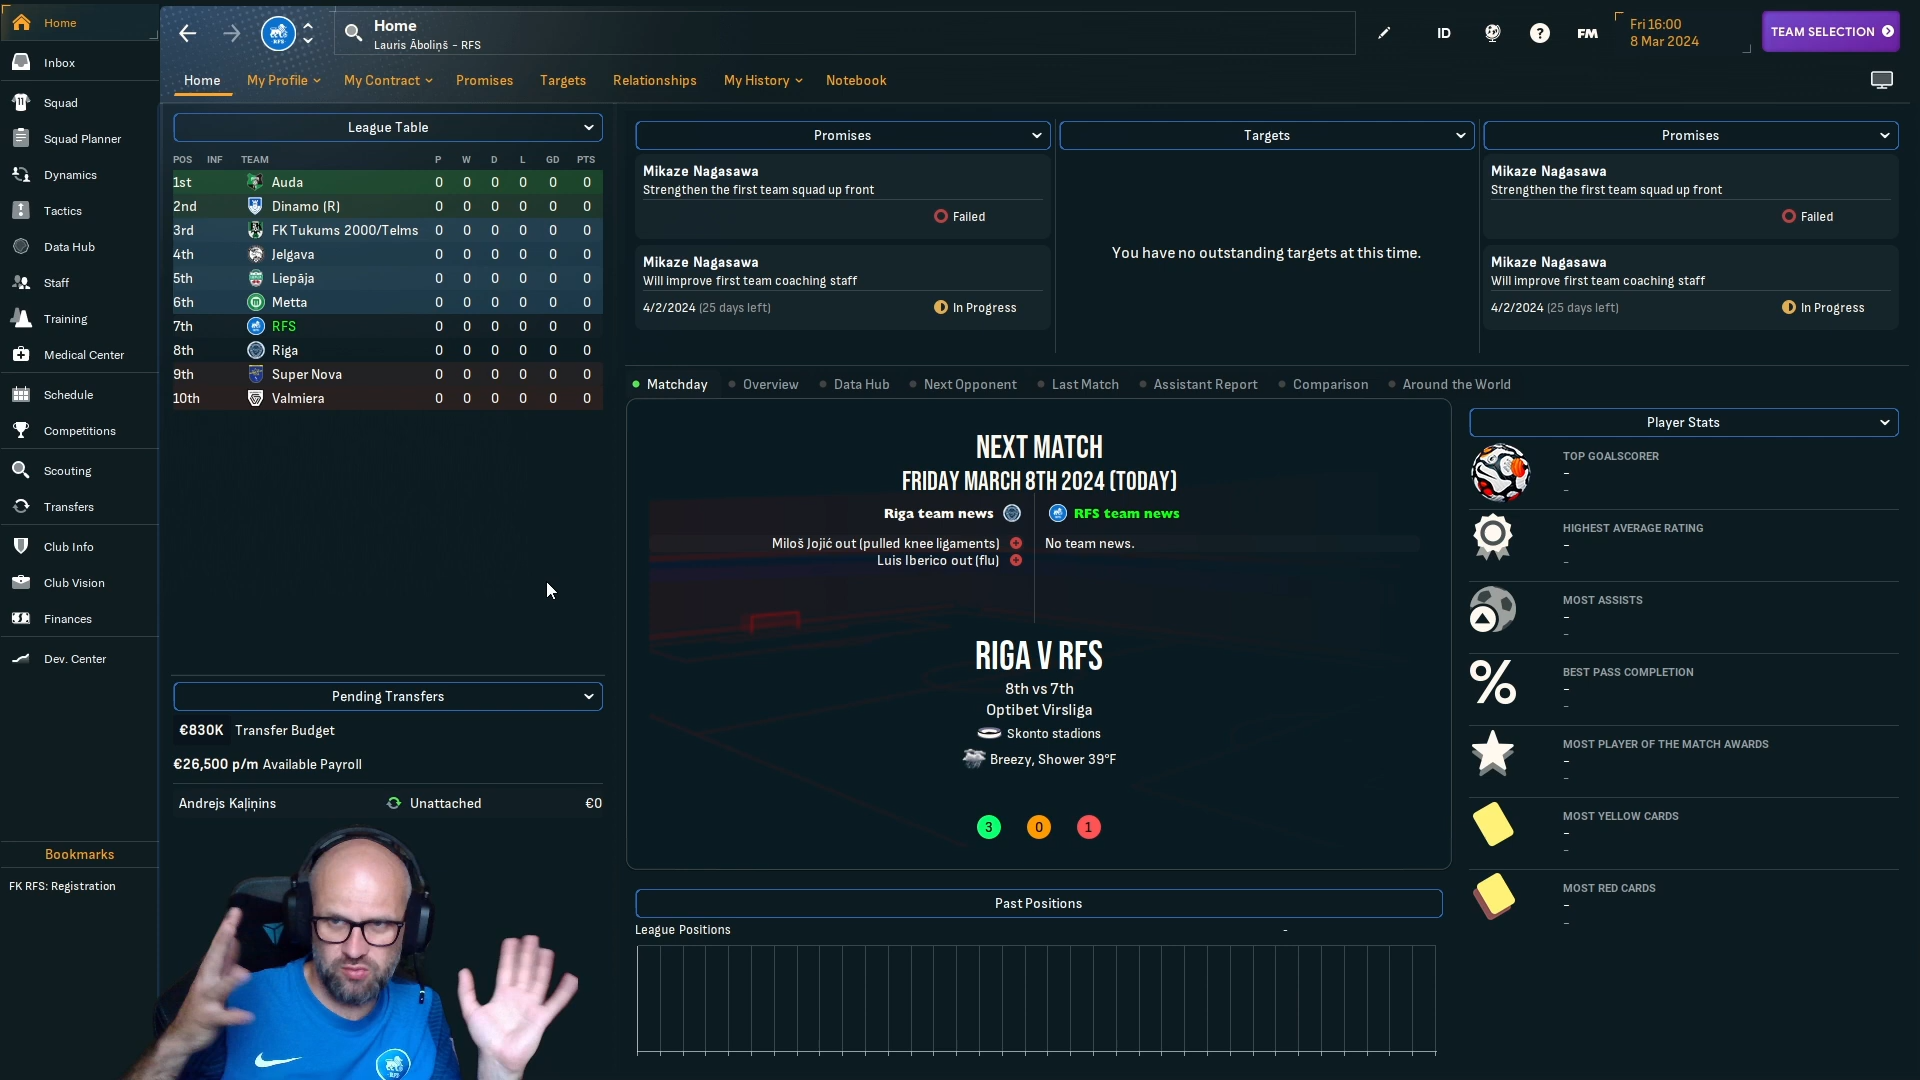 Home
Inbox
Squad
Squad Planner
Dynamics
Tactics
Data Hub
Staff
Training
Medical Center
Schedule
Competitions
Scouting
Transfers
Club Info
Club Vision
Finances
Dev. Center
Bookmarks
FK RFS: Registration
Home
Lauris Āboliņš - RFS
ID
?
FM
Fri 16:00
8 Mar 2024
TEAM SELECTION
Home My Profile My Contract Promises Targets Relationships My History Notebook
League Table
POS INF TEAM P W D L GD PTS
1st Auda 0 0 0 0 0 0
2nd Dinamo (R) 0 0 0 0 0 0
3rd FK Tukums 2000/Telms 0 0 0 0 0 0
4th Jelgava 0 0 0 0 0 0
5th Liepāja 0 0 0 0 0 0
6th Metta 0 0 0 0 0 0
7th RFS 0 0 0 0 0 0
8th Riga 0 0 0 0 0 0
9th Super Nova 0 0 0 0 0 0
10th Valmiera 0 0 0 0 0 0
Pending Transfers
€830K Transfer Budget
€26,500 p/m Available Payroll
Andrejs Kaļiņins Unattached €0
Promises
Mikaze Nagasawa
Strengthen the first team squad up front
Failed
Mikaze Nagasawa
Will improve first team coaching staff
4/2/2024 (25 days left) In Progress
Targets
You have no outstanding targets at this time.
Promises
Mikaze Nagasawa
Strengthen the first team squad up front
Failed
Mikaze Nagasawa
Will improve first team coaching staff
4/2/2024 (25 days left) In Progress
Matchday Overview Data Hub Next Opponent Last Match Assistant Report Comparison Around the World
NEXT MATCH
FRIDAY MARCH 8TH 2024 (TODAY)
Riga team news
RFS team news
Miloš Jojić out (pulled knee ligaments)
Luis Iberico out (flu)
No team news.
RIGA V RFS
8th vs 7th
Optibet Virsliga
Skonto stadions
Breezy, Shower 39°F
3 0 1
Past Positions
League Positions -
Player Stats
TOP GOALSCORER
-
-
HIGHEST AVERAGE RATING
-
-
MOST ASSISTS
-
-
BEST PASS COMPLETION
-
-
MOST PLAYER OF THE MATCH AWARDS
-
-
MOST YELLOW CARDS
-
-
MOST RED CARDS
-
-